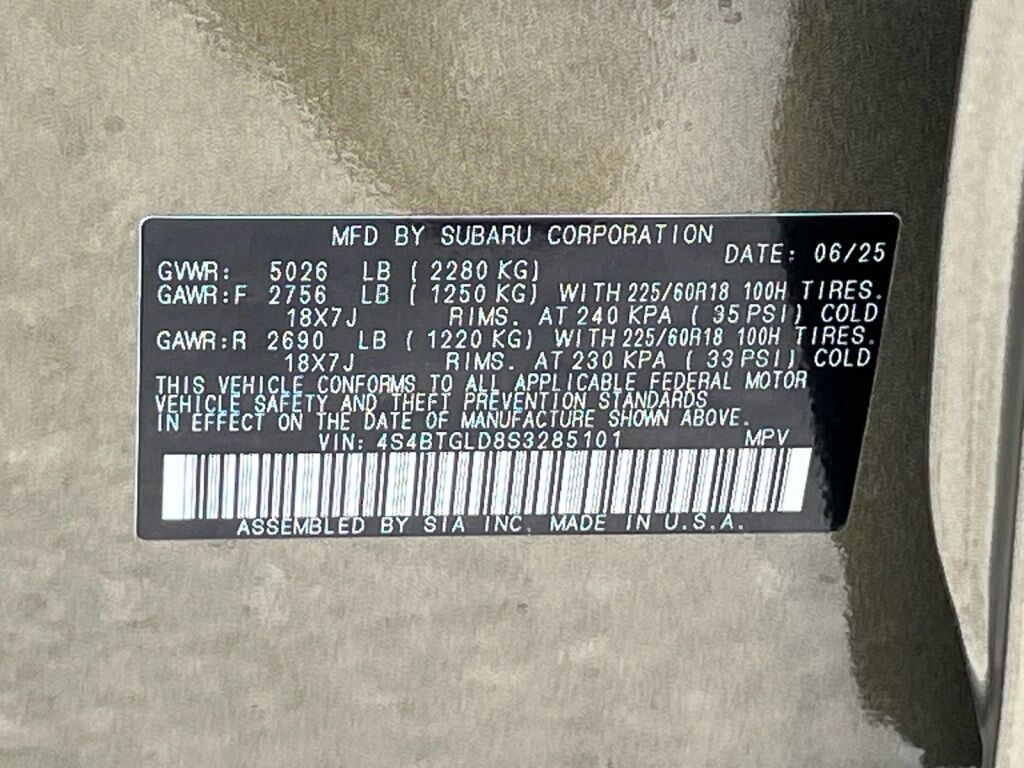 MFD BY SUBARU CORPORATION
DATE: 06/25
GVWR: 5026 LB ( 2280 KG)
GAWR:F 2756 LB ( 1250 KG) WITH 225/60R18 100H TIRES.
18X7J RIMS. AT 240 KPA ( 35 PSI) COLD
GAWR:R 2690 LB ( 1220 KG) WITH 225/60R18 100H TIRES.
18X7J RIMS. AT 230 KPA ( 33 PSI) COLD
THIS VEHICLE CONFORMS TO ALL APPLICABLE FEDERAL MOTOR
VEHICLE SAFETY AND THEFT PREVENTION STANDARDS
IN EFFECT ON THE DATE OF MANUFACTURE SHOWN ABOVE.
VIN: 4S4BTGLD8S3285101 MPV
ASSEMBLED BY SIA INC. MADE IN U.S.A.